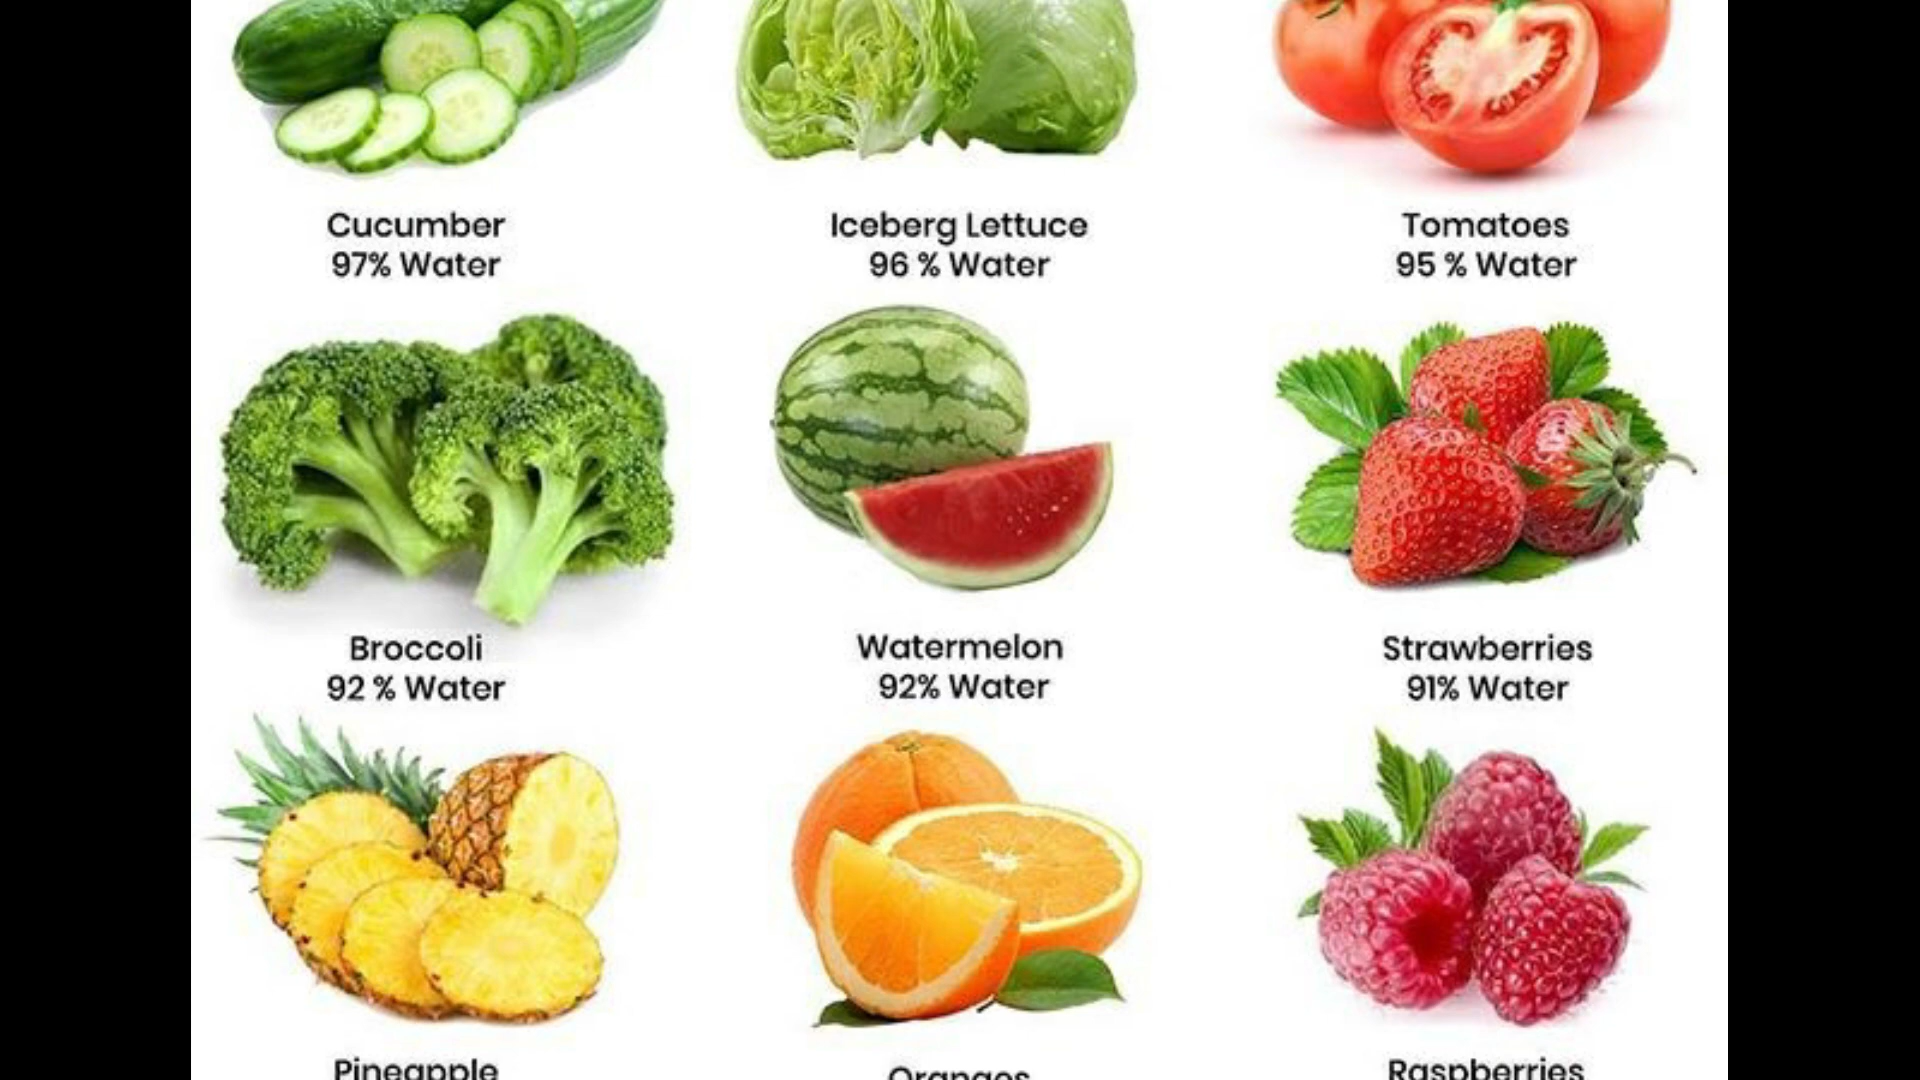 Cucumber
97% Water
Iceberg Lettuce
96 % Water
Tomatoes
95 % Water
Broccoli
92 % Water
Watermelon
92% Water
Strawberries
91% Water
Pineapple
Oranges
Raspberries